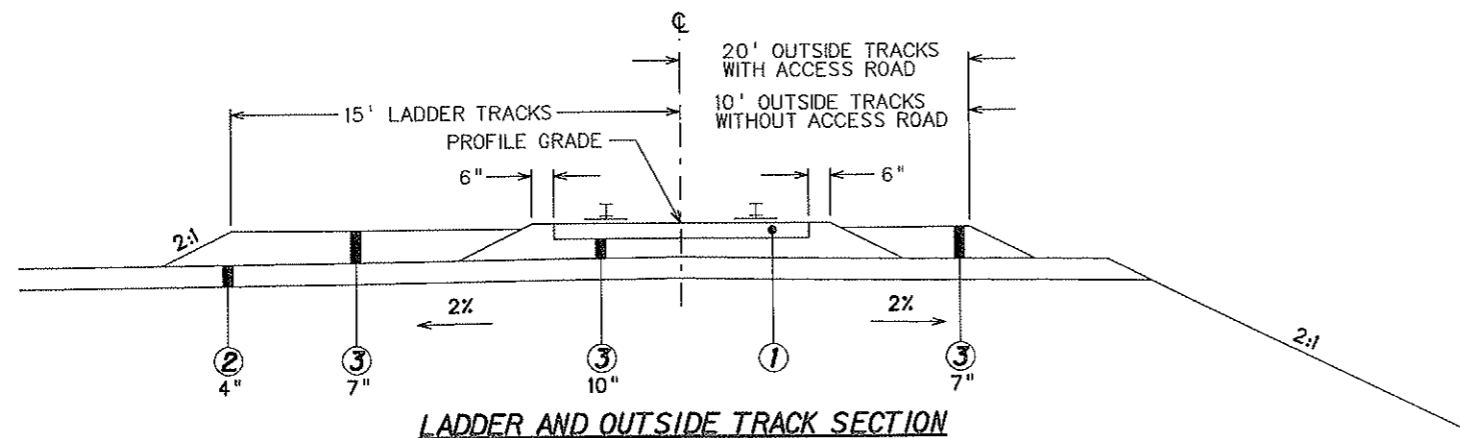 ℄
20' OUTSIDE TRACKS
WITH ACCESS ROAD
15' LADDER TRACKS
10' OUTSIDE TRACKS
WITHOUT ACCESS ROAD
PROFILE GRADE
6"
6"
2:1
2%
2%
2:1
2
3
3
1
3
4"
7"
10"
7"
LADDER AND OUTSIDE TRACK SECTION